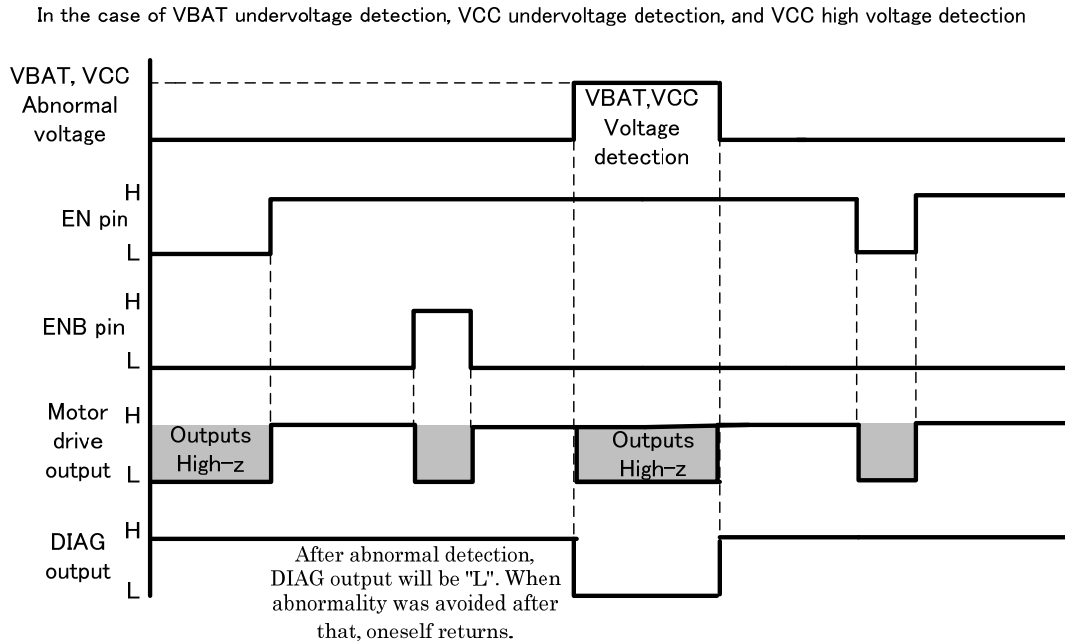 In the case of VBAT undervoltage detection, VCC undervoltage detection, and VCC high voltage detection
VBAT, VCC
Abnormal
voltage
VBAT,VCC
Voltage
detection
H
EN pin
L
H
ENB pin
L
Motor
drive
output
H
L
Outputs
High-z
Outputs
High-z
DIAG
output
H
L
After abnormal detection,
DIAG output will be "L". When
abnormality was avoided after
that, oneself returns.